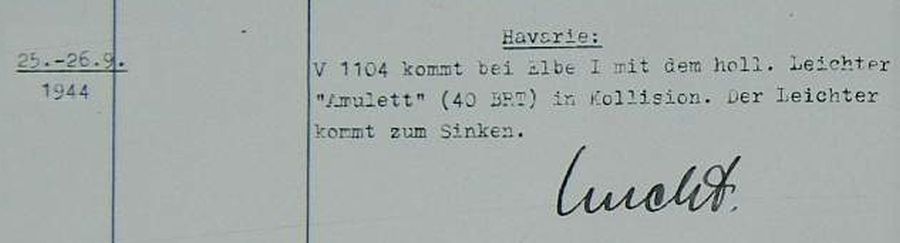 Havarie:
25.-26.9.
1944
V 1104 kommt bei Elbe I mit dem holl. Leichter
"Amulett" (40 BRT) in Kollision. Der Leichter
kommt zum Sinken.